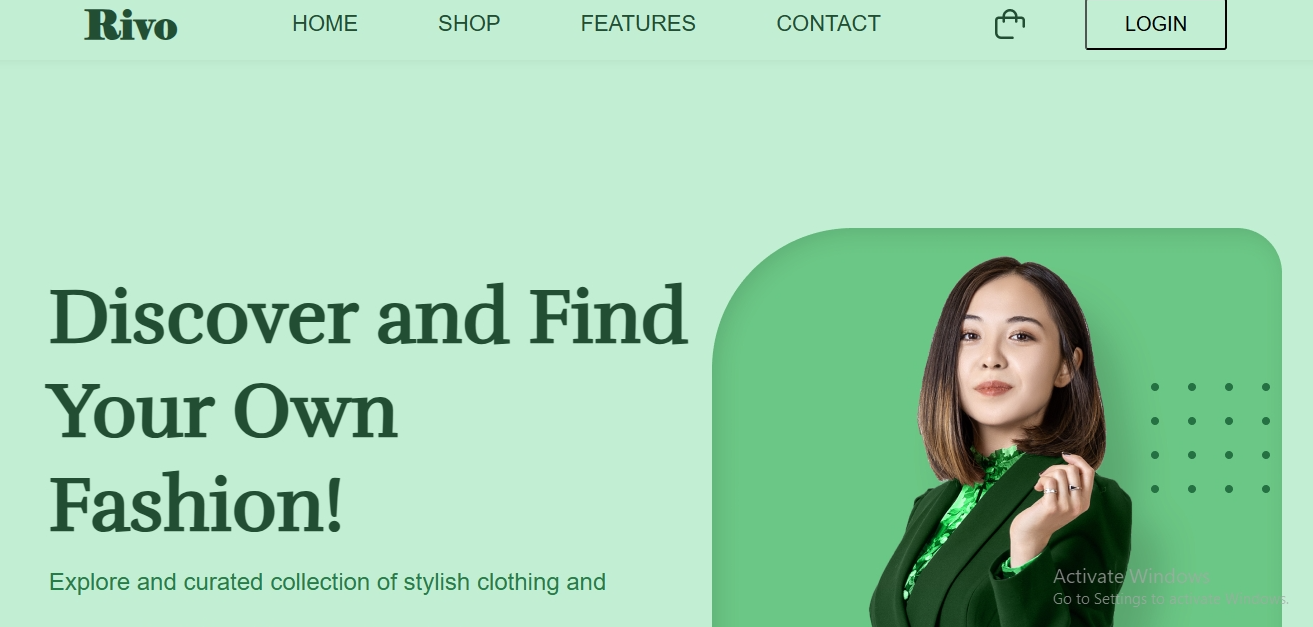 Rivo
HOME
SHOP
FEATURES
CONTACT
LOGIN
Discover and Find
Your Own
Fashion!
Explore and curated collection of stylish clothing and
Activate Windows
Go to Settings to activate Windows.